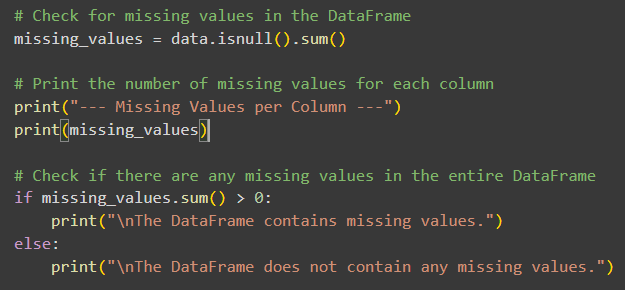 # Check for missing values in the DataFrame
missing_values = data.isnull().sum()
# Print the number of missing values for each column
print("--- Missing Values per Column ---")
print(missing_values)
# Check if there are any missing values in the entire DataFrame
if missing_values.sum() > 0:
    print("\nThe DataFrame contains missing values.")
else:
    print("\nThe DataFrame does not contain any missing values.")